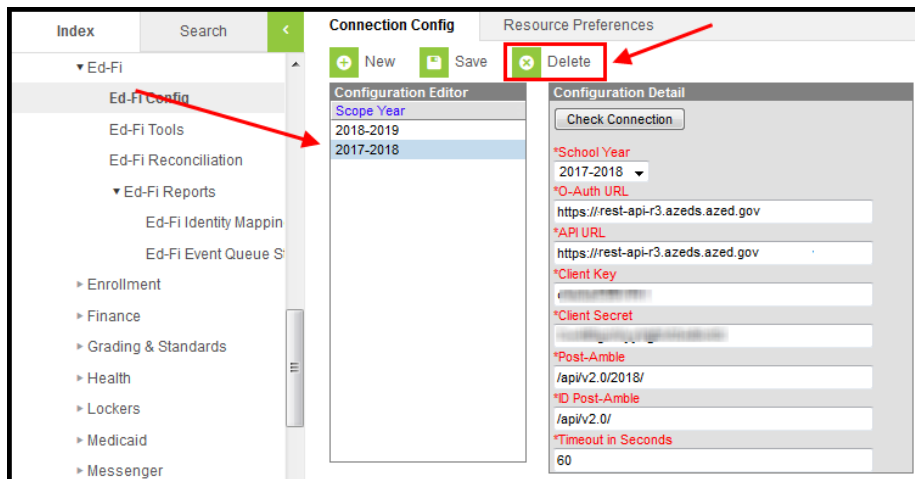 Index
Search
Ed-Fi
Ed-Fi Config
Ed-Fi Tools
Ed-Fi Reconciliation
Ed-Fi Reports
Ed-Fi Identity Mappin
Ed-Fi Event Queue S
Enrollment
Finance
Grading & Standards
Health
Lockers
Medicaid
Messenger
Connection Config
Resource Preferences
New
Save
Delete
Configuration Editor
Scope Year
2018-2019
2017-2018
Configuration Detail
Check Connection
*School Year
2017-2018
*O-Auth URL
https://rest-api-r3.azeds.azed.gov
*API URL
https://rest-api-r3.azeds.azed.gov
*Client Key
*Client Secret
*Post-Amble
/api/v2.0/2018/
*ID Post-Amble
/api/v2.0/
*Timeout in Seconds
60